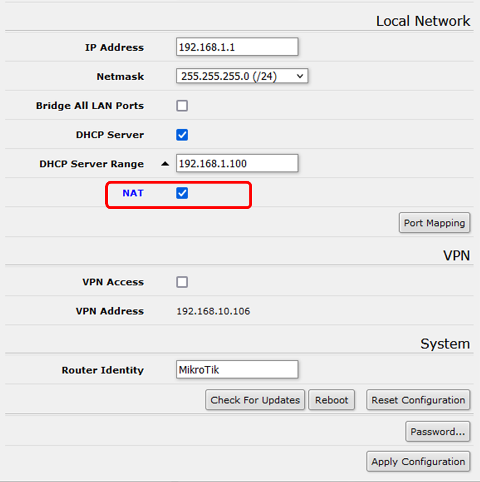 Local Network
IP Address 192.168.1.1
Netmask 255.255.255.0 (/24)
Bridge All LAN Ports
DHCP Server
DHCP Server Range 192.168.1.100
NAT
Port Mapping
VPN
VPN Access
VPN Address 192.168.10.106
System
Router Identity MikroTik
Check For Updates Reboot Reset Configuration
Password...
Apply Configuration